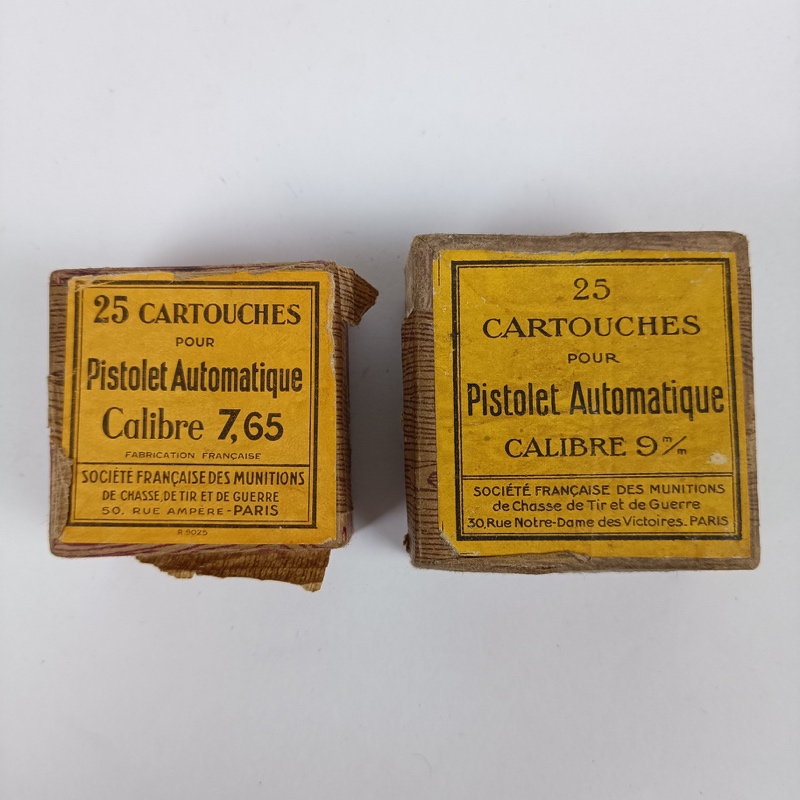 25 CARTOUCHES
POUR
Pistolet Automatique
Calibre 7,65
FABRICATION FRANÇAISE
SOCIÉTÉ FRANÇAISE DES MUNITIONS
DE CHASSE, DE TIR ET DE GUERRE
50, RUE AMPÈRE - PARIS
R 9025
25
CARTOUCHES
POUR
Pistolet Automatique
CALIBRE 9 m/m
SOCIÉTÉ FRANÇAISE DES MUNITIONS
de Chasse de Tir et de Guerre
30, Rue Notre-Dame des Victoires. PARIS